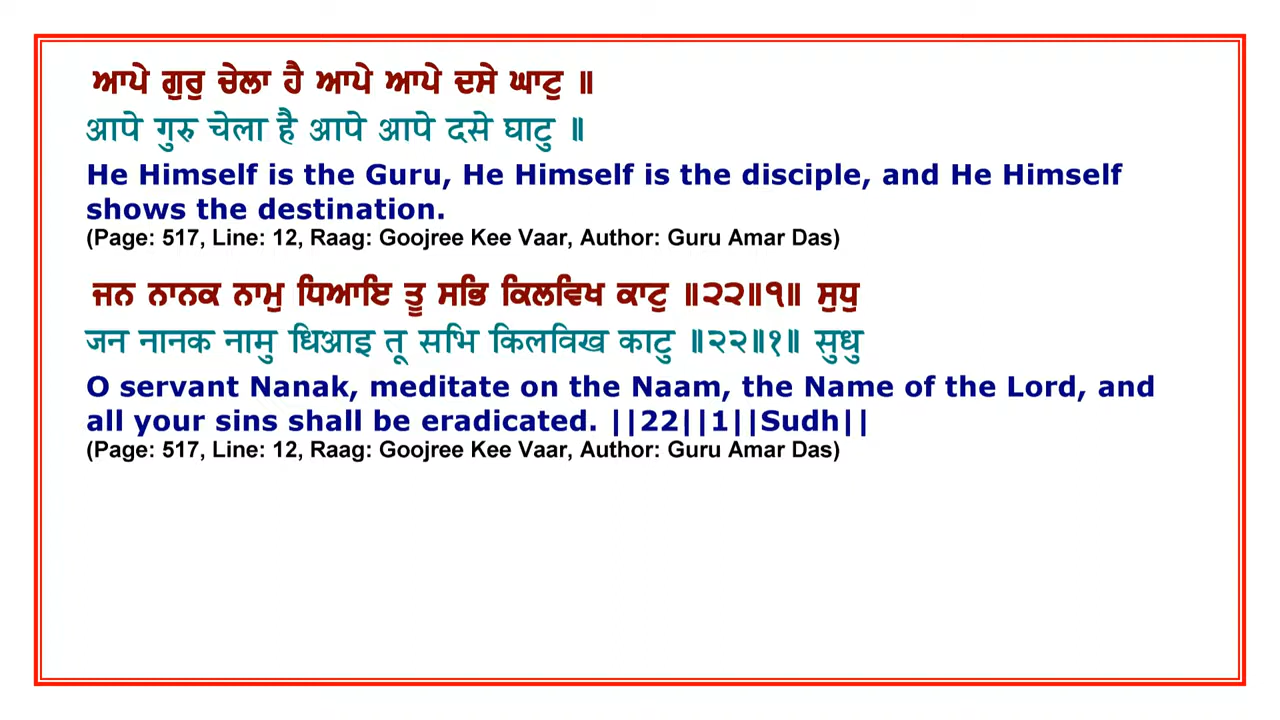 ਆਪੇ ਗੁਰੁ ਚੇਲਾ ਹੈ ਆਪੇ ਆਪੇ ਦਸੇ ਘਾਟੁ ॥
आपे गुरु चेला है आपे आपे दसे घाटु ॥
He Himself is the Guru, He Himself is the disciple, and He Himself
shows the destination.
(Page: 517, Line: 12, Raag: Goojree Kee Vaar, Author: Guru Amar Das)
ਜਨ ਨਾਨਕ ਨਾਮੁ ਧਿਆਇ ਤੂ ਸਭਿ ਕਿਲਵਿਖ ਕਾਟੁ ॥੨੨॥੧॥ ਸੁਧੁ
जन नानक नामु धिआइ तू सभि किलविख काटु ॥२२॥१॥ सुधु
O servant Nanak, meditate on the Naam, the Name of the Lord, and
all your sins shall be eradicated. ||22||1||Sudh||
(Page: 517, Line: 12, Raag: Goojree Kee Vaar, Author: Guru Amar Das)